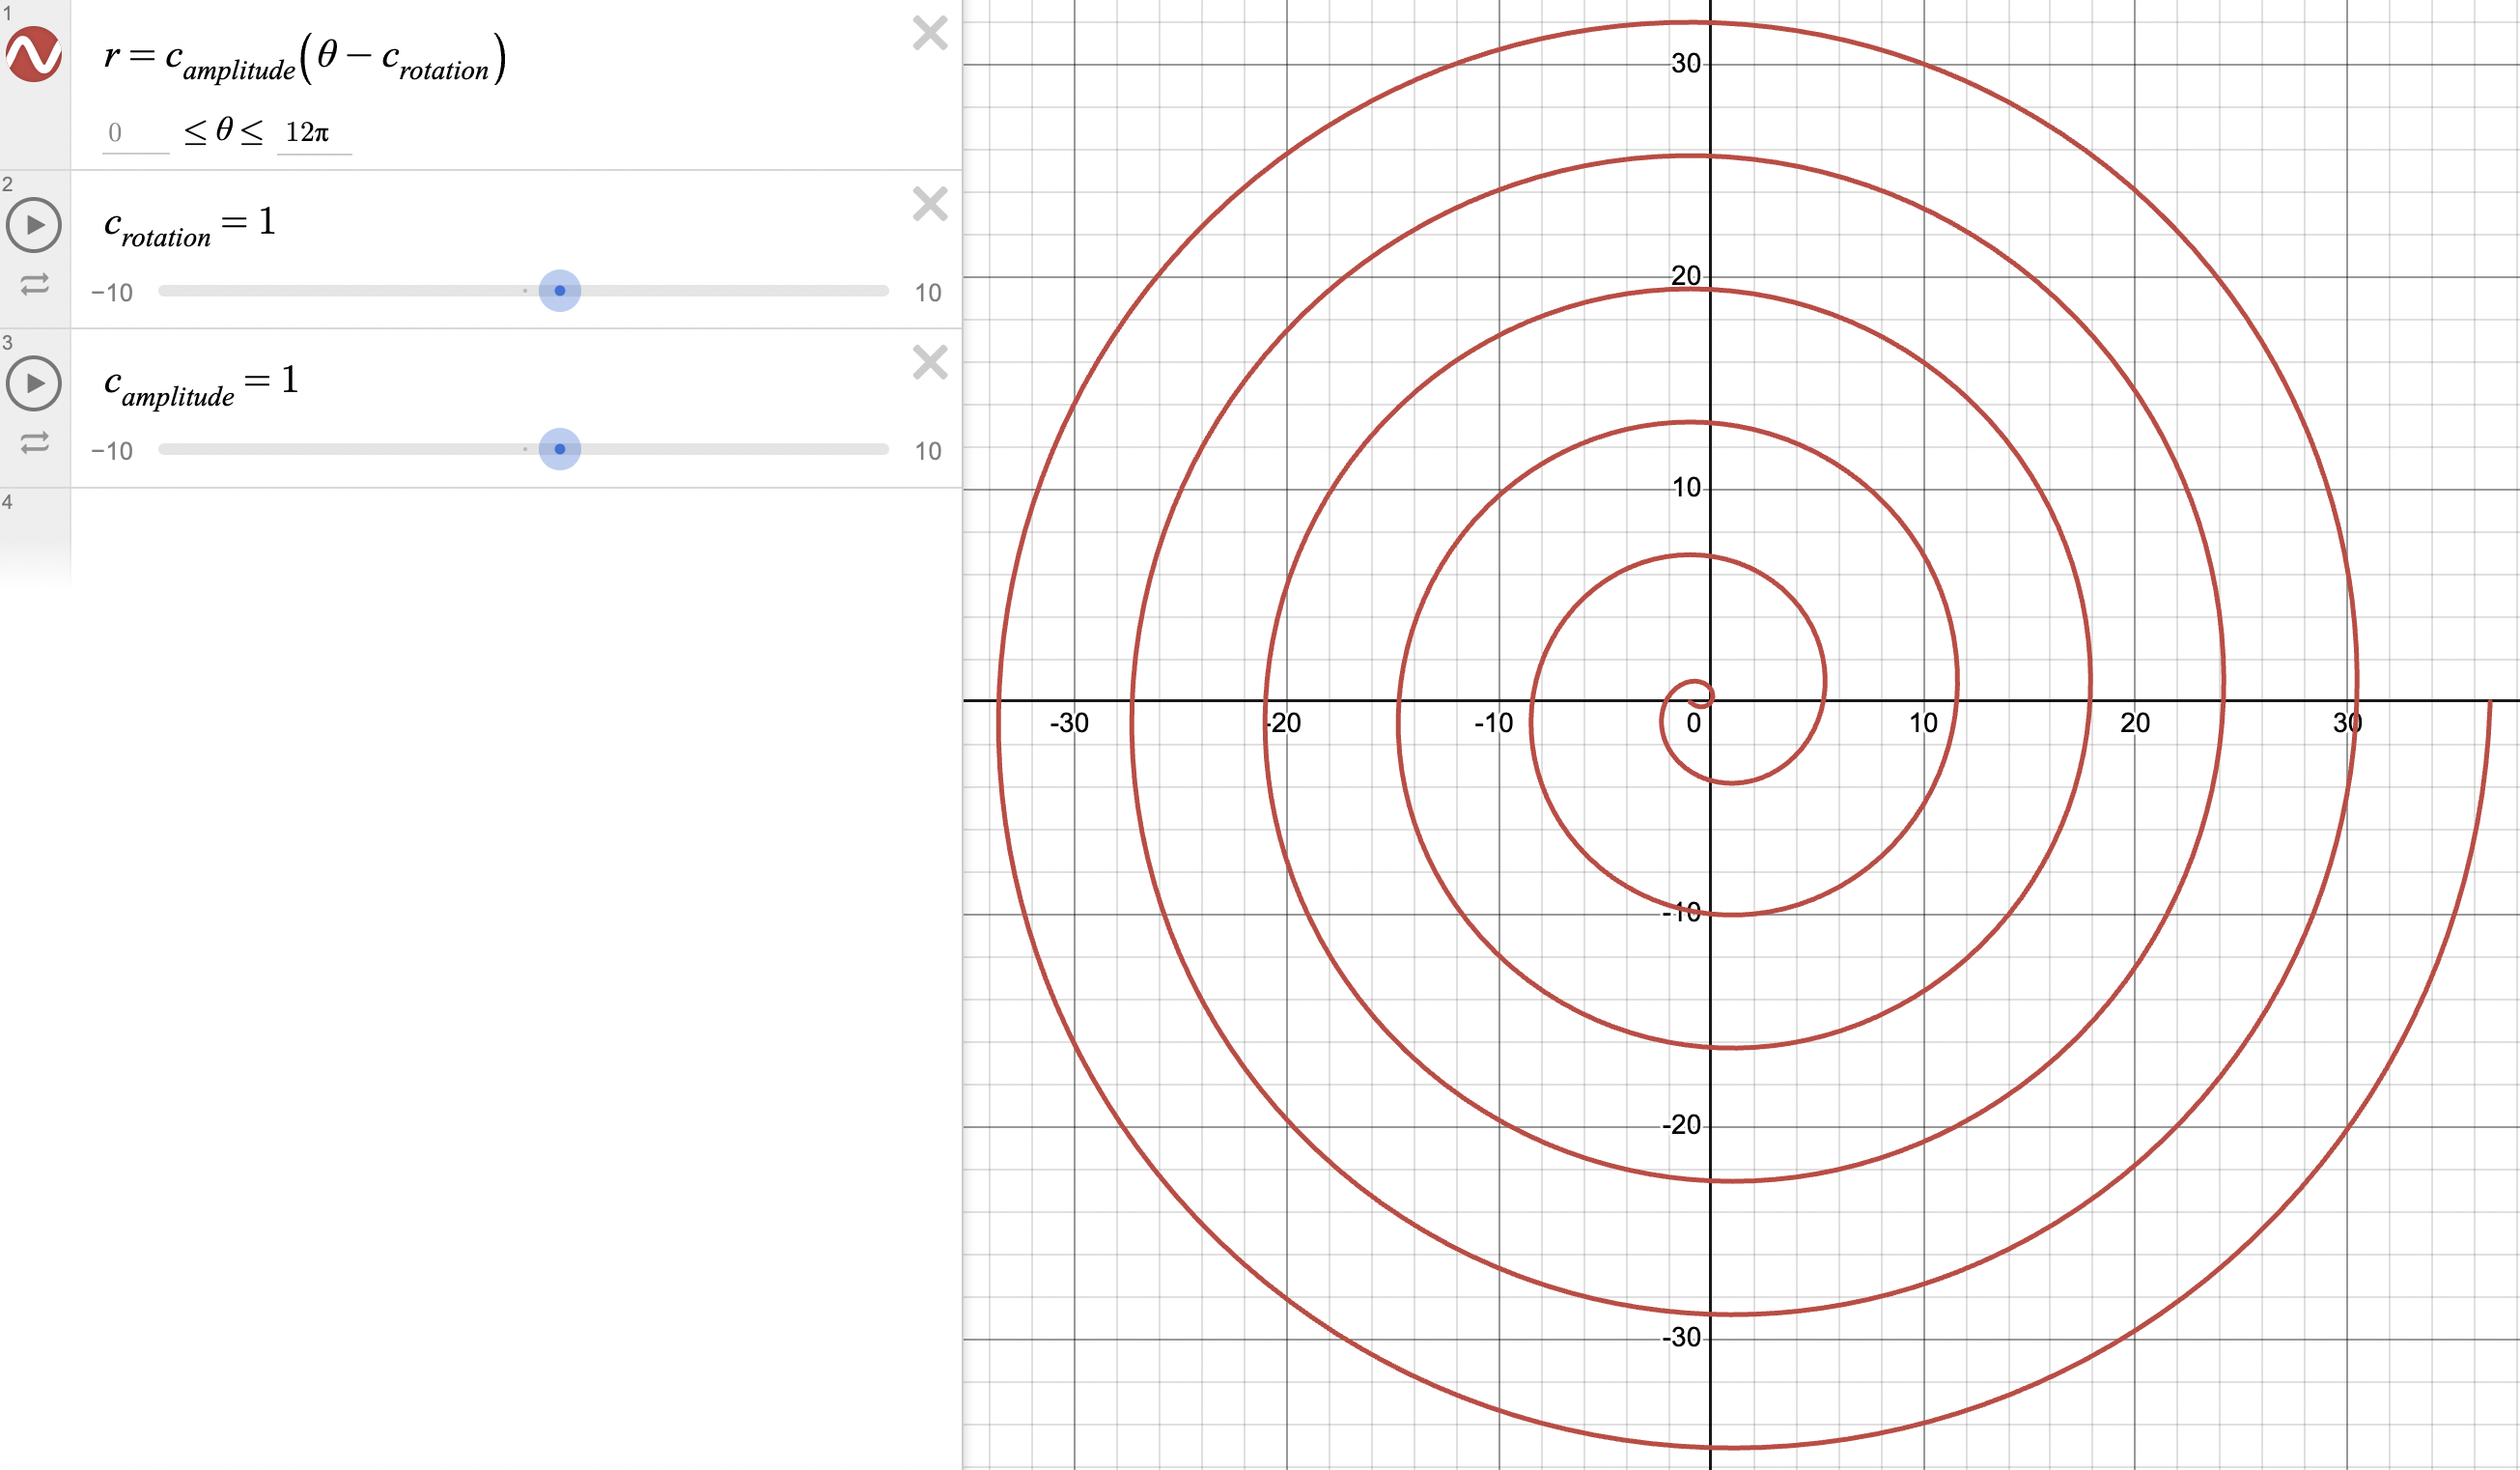 1
r = c_amplitude(θ − c_rotation)
0 ≤ θ ≤ 12π
2
c_rotation = 1
−10 10
3
c_amplitude = 1
−10 10
4
30
20
10
-30 -20 -10 0 10 20 30
-10
-20
-30